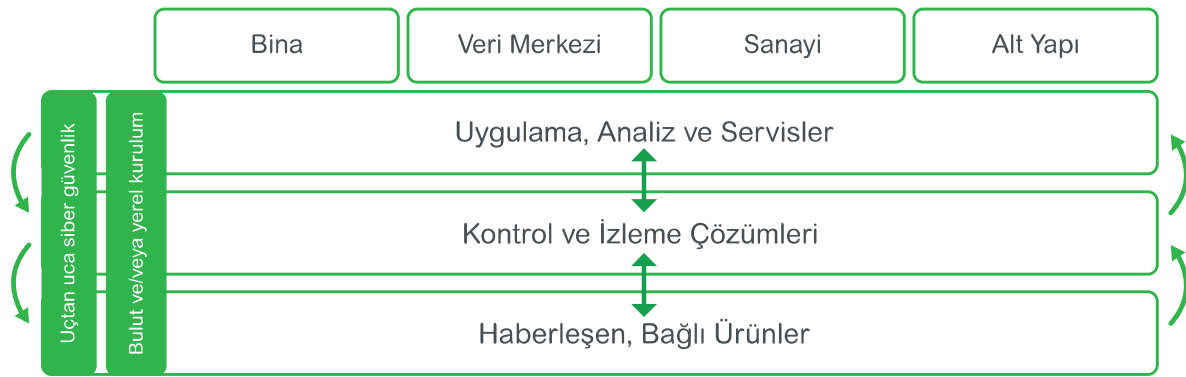 Bina
Veri Merkezi
Sanayi
Alt Yapı
Uçtan uca siber güvenlik
Bulut ve/veya yerel kurulum
Uygulama, Analiz ve Servisler
Kontrol ve İzleme Çözümleri
Haberleşen, Bağlı Ürünler